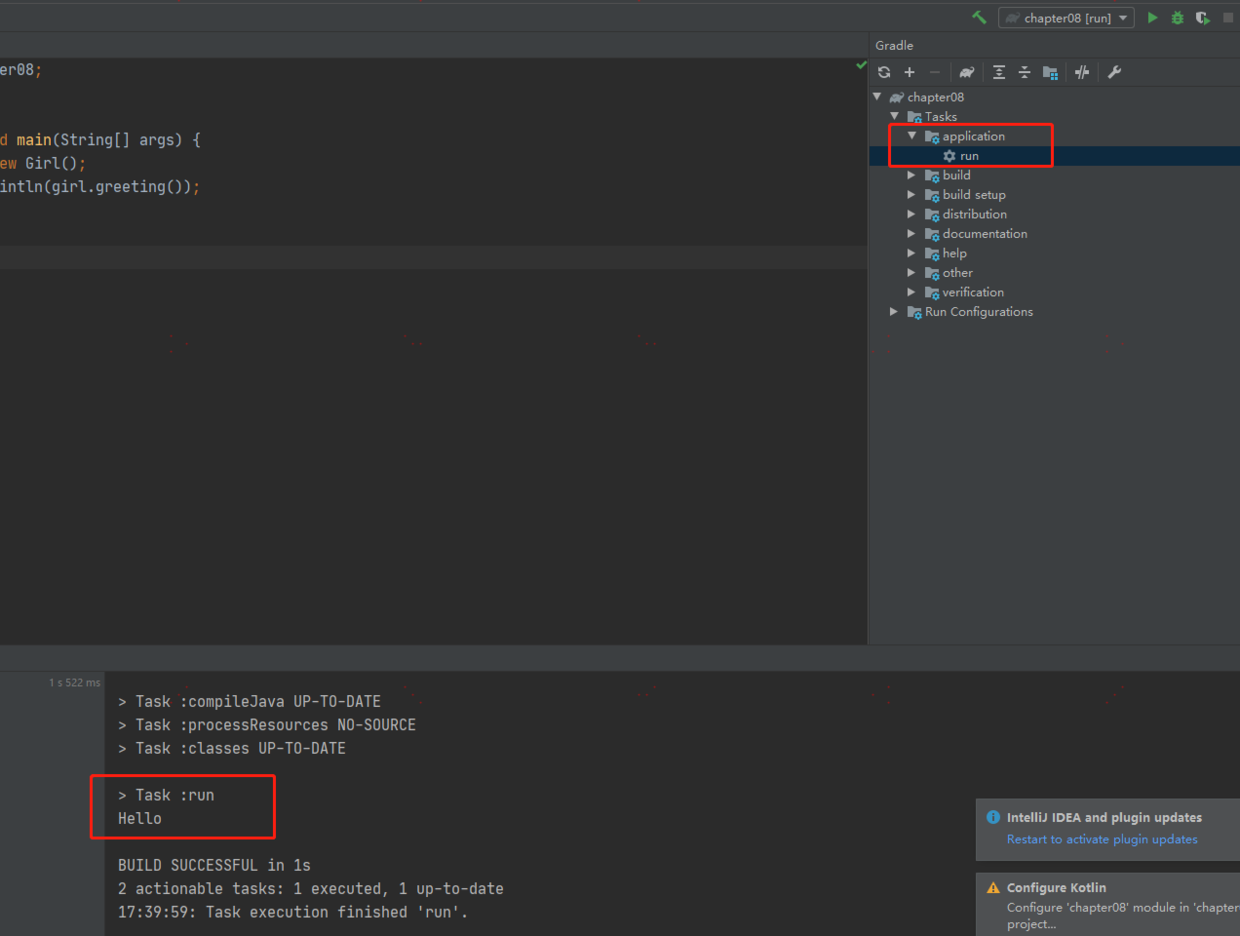 chapter08 [run]
Gradle
er08;
d main(String[] args) {
ew Girl();
intln(girl.greeting());
chapter08
Tasks
application
run
build
build setup
distribution
documentation
help
other
verification
Run Configurations
1 s 522 ms
> Task :compileJava UP-TO-DATE
> Task :processResources NO-SOURCE
> Task :classes UP-TO-DATE
> Task :run
Hello
BUILD SUCCESSFUL in 1s
2 actionable tasks: 1 executed, 1 up-to-date
17:39:59: Task execution finished 'run'.
IntelliJ IDEA and plugin updates
Restart to activate plugin updates
Configure Kotlin
Configure 'chapter08' module in 'chapter
project...